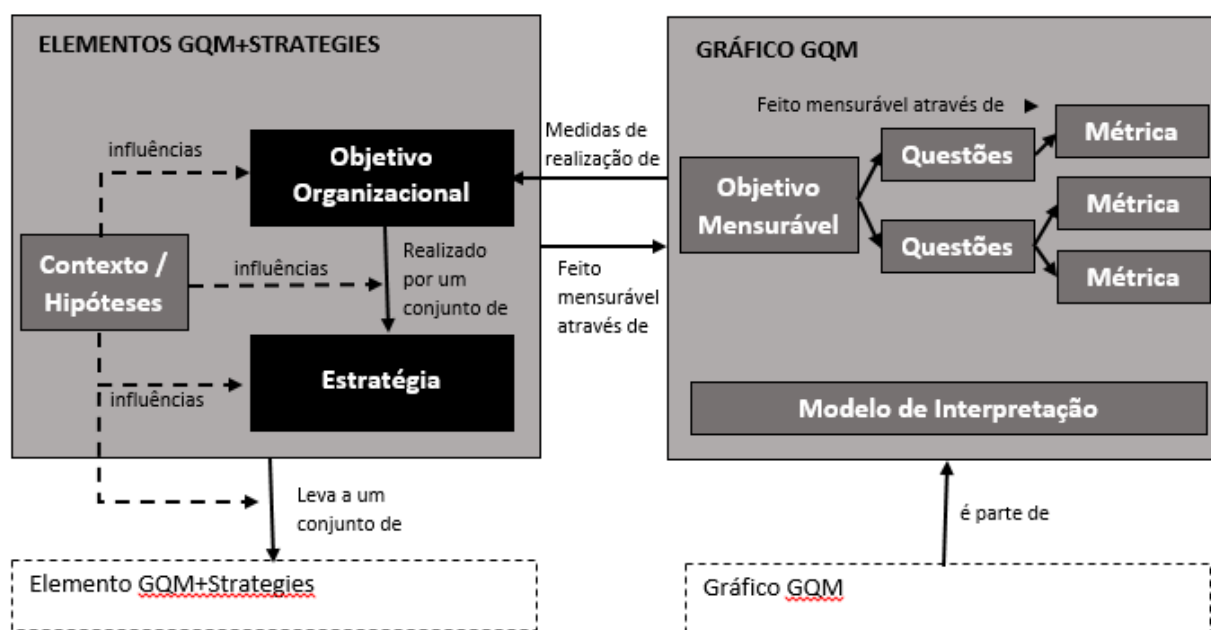 ELEMENTOS GQM+STRATEGIES
influências
Objetivo
Organizacional
Contexto /
Hipóteses
influências
Realizado
por um
conjunto de
Estratégia
influências
Leva a um
conjunto de
Elemento GQM+Strategies
Medidas de
realização de
Feito
mensurável
através de
GRÁFICO GQM
Feito mensurável através de
Objetivo
Mensurável
Questões
Questões
Métrica
Métrica
Métrica
Modelo de Interpretação
é parte de
Gráfico GQM